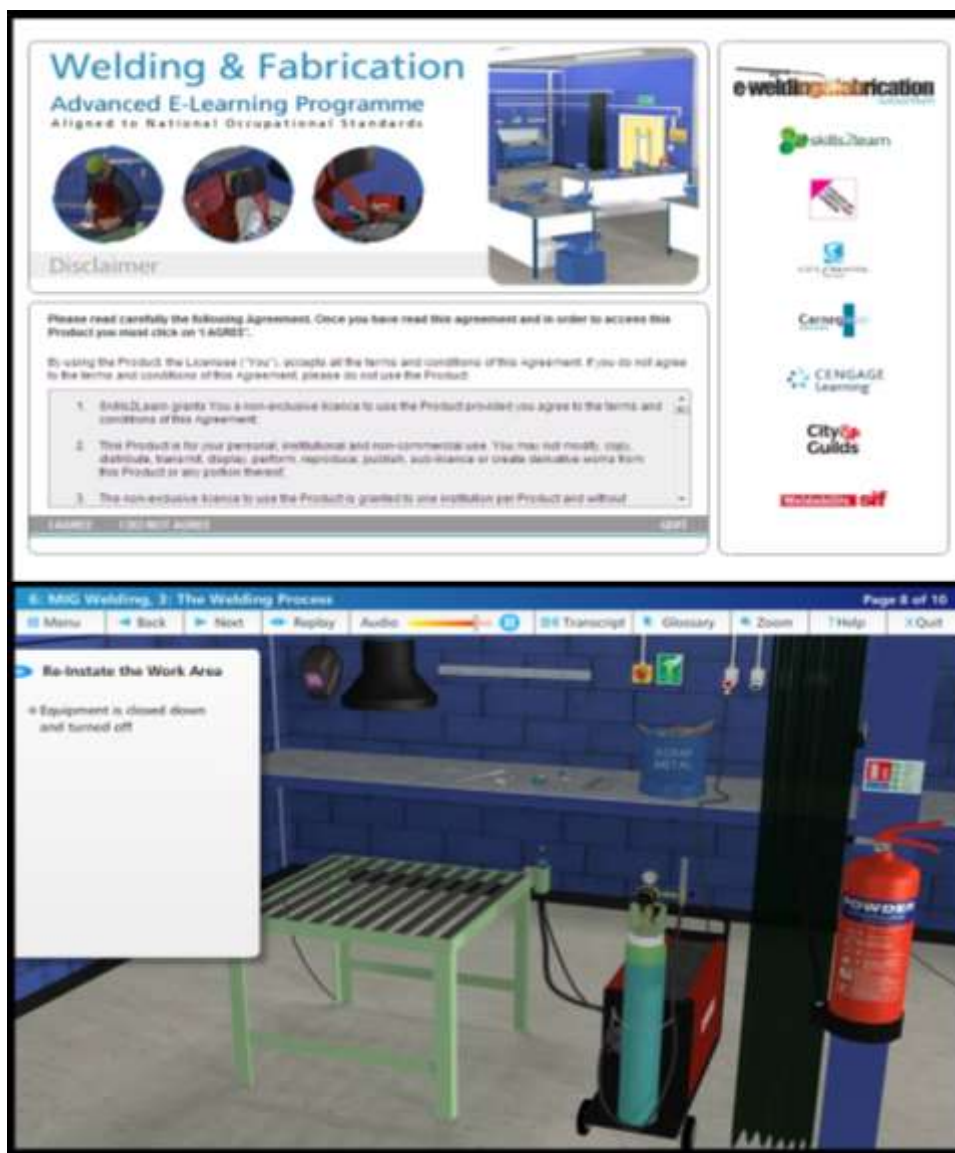 Welding & Fabrication
Advanced E-Learning Programme
Aligned to National Occupational Standards
Disclaimer
Please read carefully the following Agreement. Once you have read this agreement and in order to access this
Product you must click on 'I AGREE'.
By using the Product, the Licensee ("You"), accepts all the terms and conditions of this Agreement. If you do not agree
to the terms and conditions of this Agreement, please do not use the Product.
1. Skills2Learn grants You a non-exclusive licence to use the Product provided you agree to the terms and
conditions of this Agreement;
2. This Product is for your personal, institutional and non-commercial use. You may not modify, copy,
distribute, transmit, display, perform, reproduce, publish, sub-licence or create derivative works from
this Product or any portion thereof;
3. The non-exclusive licence to use the Product is granted to one institution per Product and without
I AGREE I DO NOT AGREE QUIT
e-welding&fabrication
skills2learn
CENGAGE
Learning
City&
Guilds
Weldability sif
6: MIG Welding, 3: The Welding Process Page 8 of 10
Menu Back Next Replay Audio Transcript Glossary Zoom ? Help X Quit
Re-Instate the Work Area
Equipment is closed down
and turned off
SCRAP
METAL
POWDER